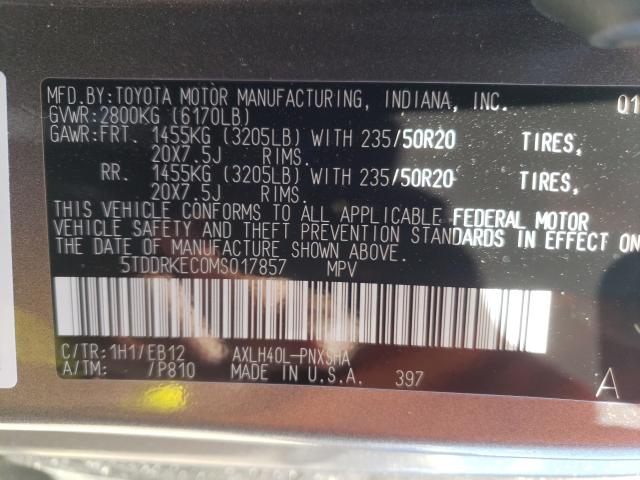 MFD.BY:TOYOTA MOTOR MANUFACTURING, INDIANA, INC. 01
GVWR:2800KG (6170LB)
GAWR:FRT. 1455KG (3205LB) WITH 235/50R20 TIRES,
20X7.5J RIMS.
RR. 1455KG (3205LB) WITH 235/50R20 TIRES,
20X7.5J RIMS.
THIS VEHICLE CONFORMS TO ALL APPLICABLE FEDERAL MOTOR
VEHICLE SAFETY AND THEFT PREVENTION STANDARDS IN EFFECT ON
THE DATE OF MANUFACTURE SHOWN ABOVE.
5TDDRKEC0MS017857 MPV
C/TR:1H1/EB12 AXLH40L-PNXSHA
A/TM: /P810 MADE IN U.S.A. 397 A